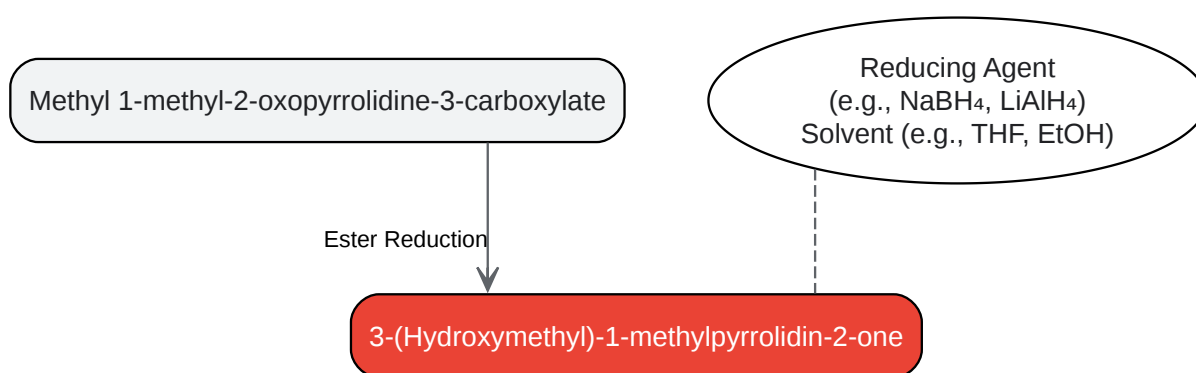 Methyl 1-methyl-2-oxopyrrolidine-3-carboxylate
Reducing Agent
(e.g., NaBH₄, LiAlH₄)
Solvent (e.g., THF, EtOH)
Ester Reduction
3-(Hydroxymethyl)-1-methylpyrrolidin-2-one